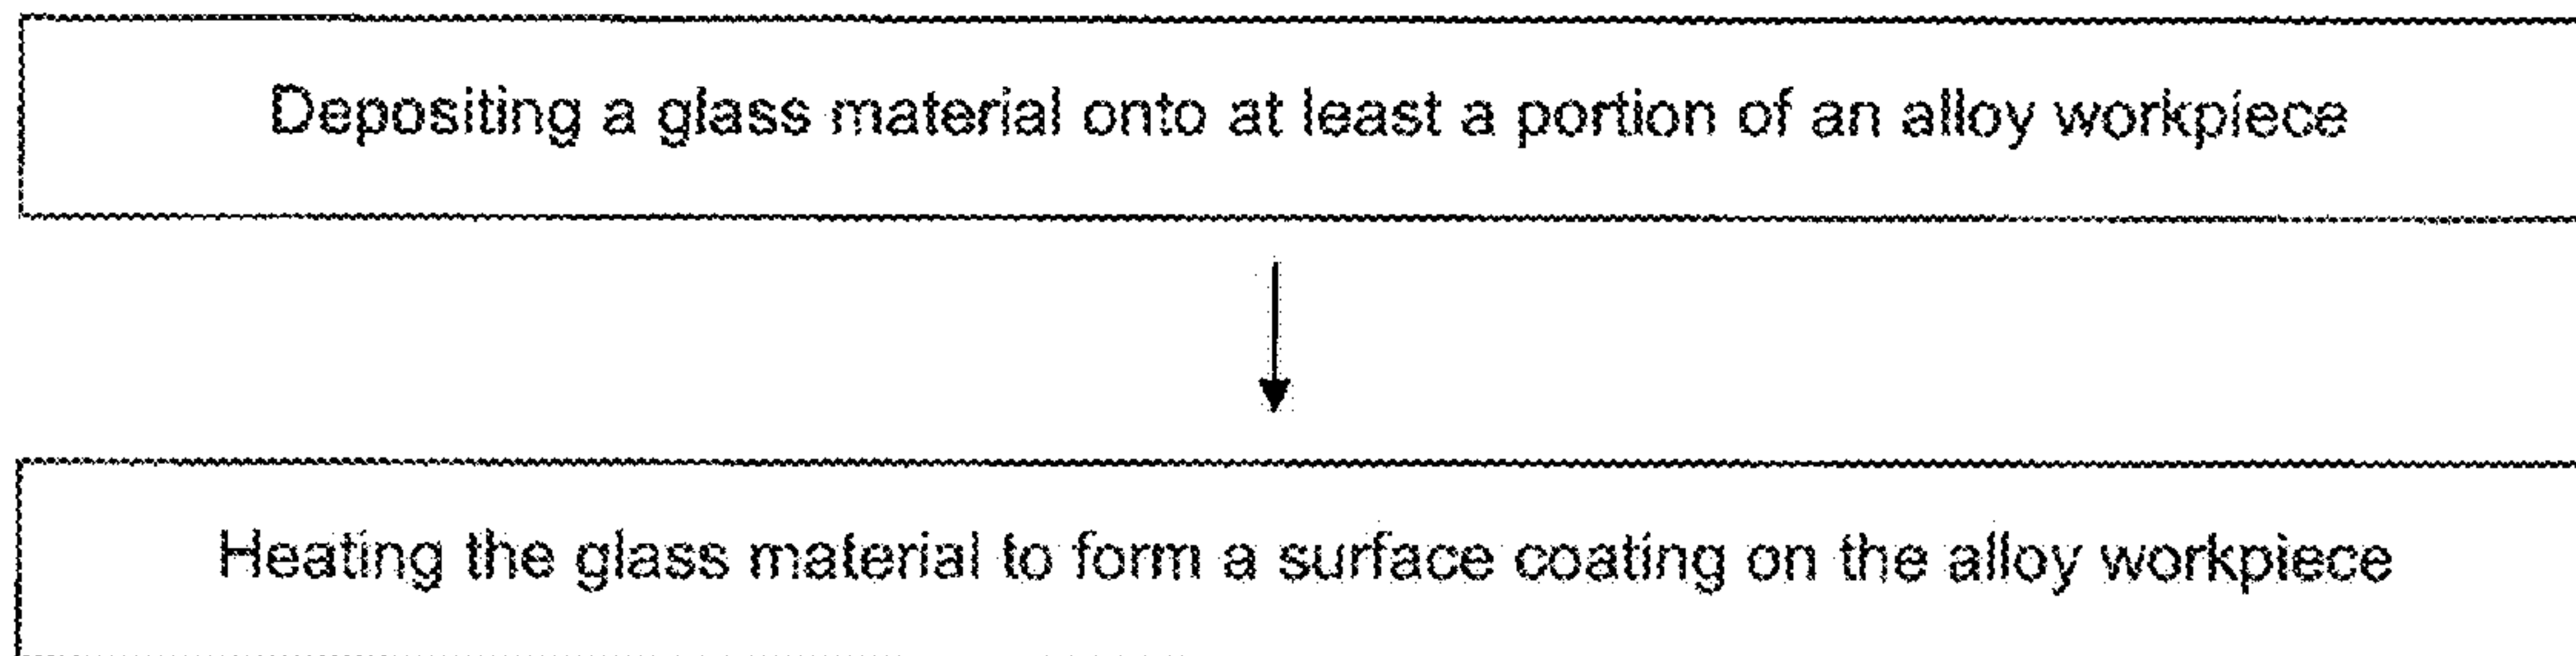 Depositing a glass material onto at least a portion of an alloy workpiece
Heating the glass material to form a surface coating on the alloy workpiece